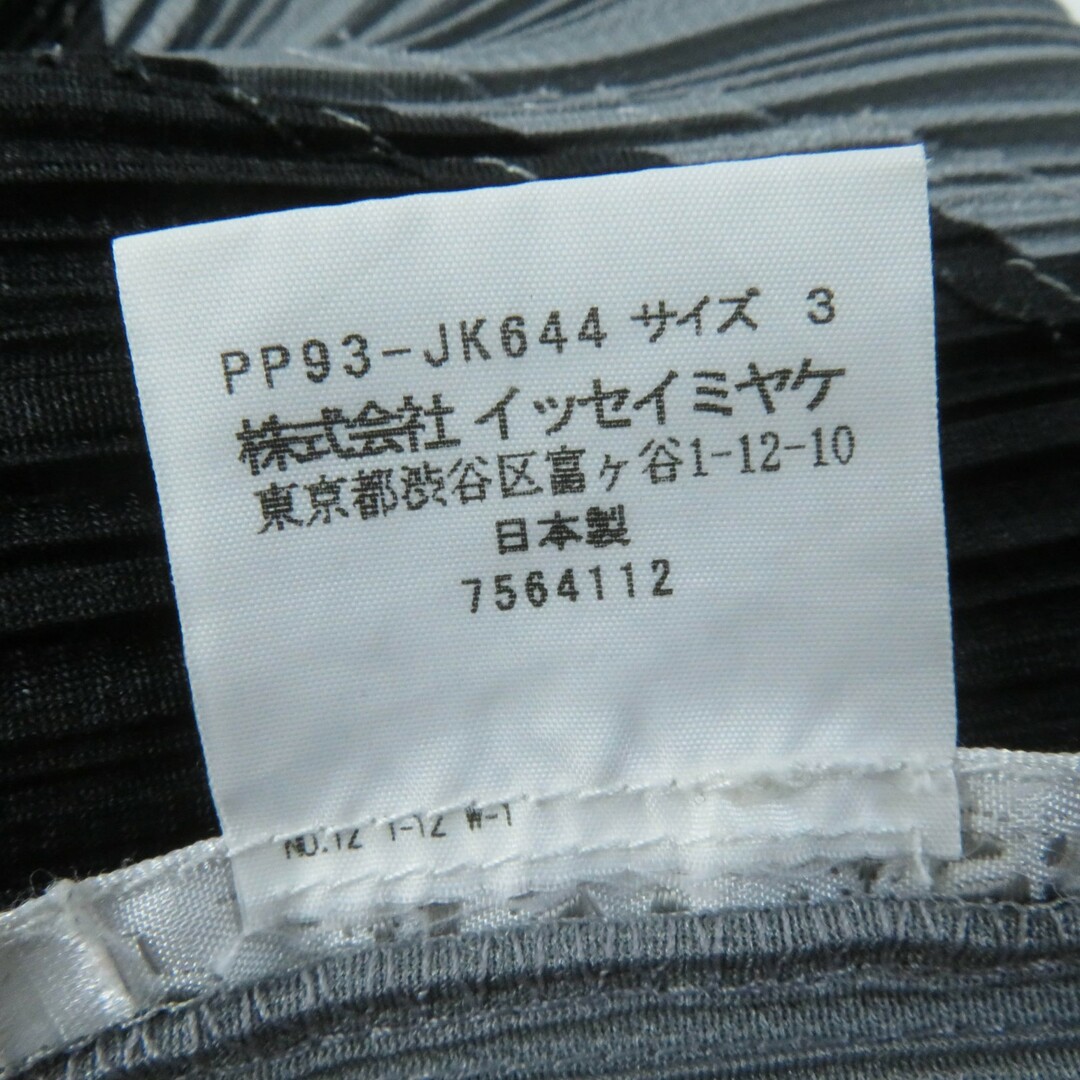 PP93-JK644 サイズ 3
株式会社 イッセイミヤケ
東京都渋谷区富ヶ谷1-12-10
日本製
7564112
NO.12 1-12 W-1